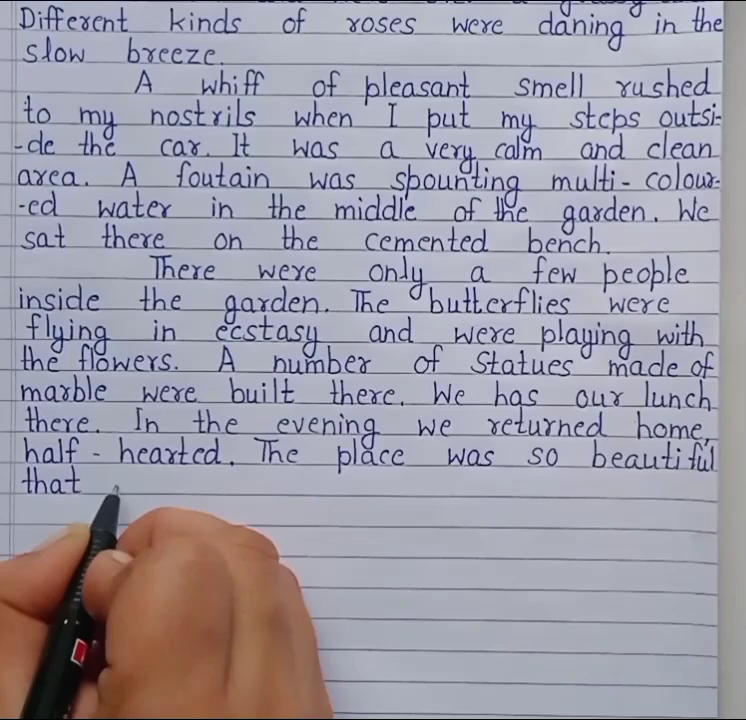 Different kinds of roses were daning in the
slow breeze.
A whiff of pleasant smell rushed
to my nostrils when I put my steps outsi-
-de the car. It was a very calm and clean
area. A foutain was spounting multi-colour-
-ed water in the middle of the garden. We
sat there on the cemented bench.
There were only a few people
inside the garden. The butterflies were
flying in ecstasy and were playing with
the flowers. A number of Statues made of
marble were built there. We has our lunch
there. In the evening we returned home,
half-hearted. The place was so beautiful
that